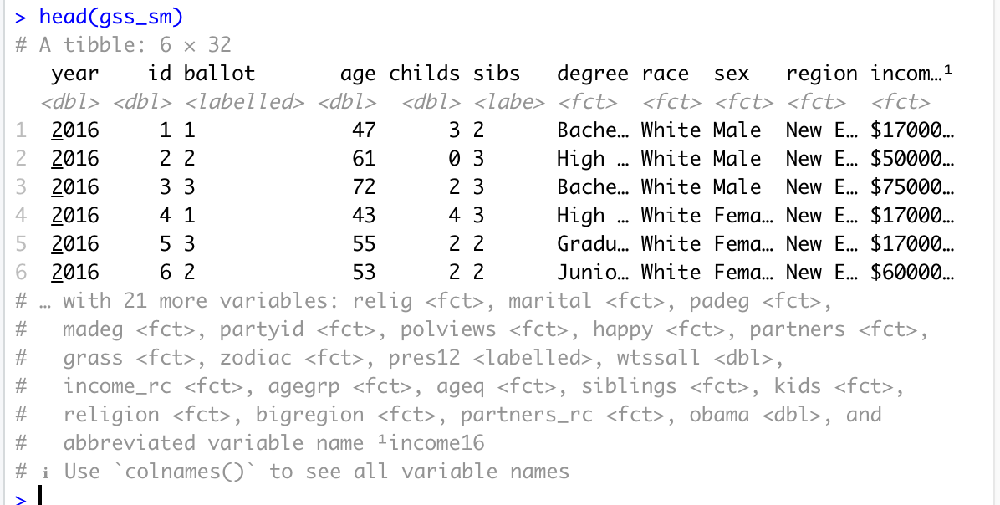 > head(gss_sm)
# A tibble: 6 × 32
   year    id ballot       age childs sibs   degree race  sex    region incom…¹
  <dbl> <dbl> <labelled> <dbl>  <dbl> <labe> <fct>  <fct> <fct>  <fct>  <fct>
1  2016     1 1             47      3 2      Bache… White Male   New E… $17000…
2  2016     2 2             61      0 3      High … White Male   New E… $50000…
3  2016     3 3             72      2 3      Bache… White Male   New E… $75000…
4  2016     4 1             43      4 3      High … White Fema… New E… $17000…
5  2016     5 3             55      2 2      Gradu… White Fema… New E… $17000…
6  2016     6 2             53      2 2      Junio… White Fema… New E… $60000…
# … with 21 more variables: relig <fct>, marital <fct>, padeg <fct>,
#   madeg <fct>, partyid <fct>, polviews <fct>, happy <fct>, partners <fct>,
#   grass <fct>, zodiac <fct>, pres12 <labelled>, wtssall <dbl>,
#   income_rc <fct>, agegrp <fct>, ageq <fct>, siblings <fct>, kids <fct>,
#   religion <fct>, bigregion <fct>, partners_rc <fct>, obama <dbl>, and
#   abbreviated variable name ¹income16
# ℹ Use `colnames()` to see all variable names
>